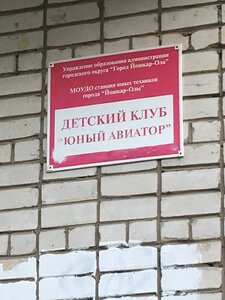 Управление образования администрации
городского округа "Город Йошкар-Ола"
МОУДО станция юных техников
города "Йошкар-Олы"
ДЕТСКИЙ КЛУБ
"ЮНЫЙ АВИАТОР"